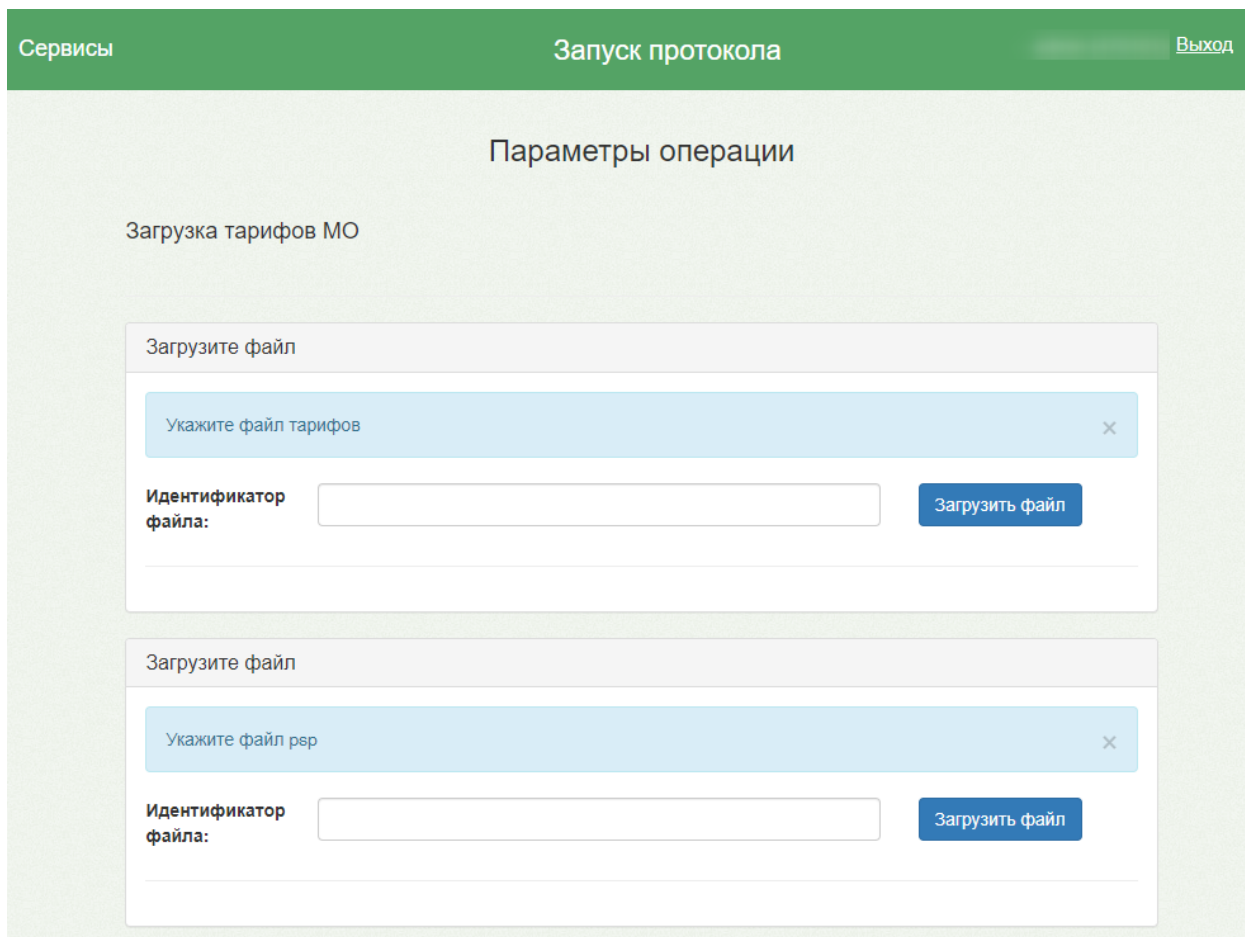 Сервисы Запуск протокола Выход
Параметры операции
Загрузка тарифов МО
Загрузите файл
Укажите файл тарифов ×
Идентификатор
файла:
Загрузить файл
Загрузите файл
Укажите файл psp ×
Идентификатор
файла:
Загрузить файл